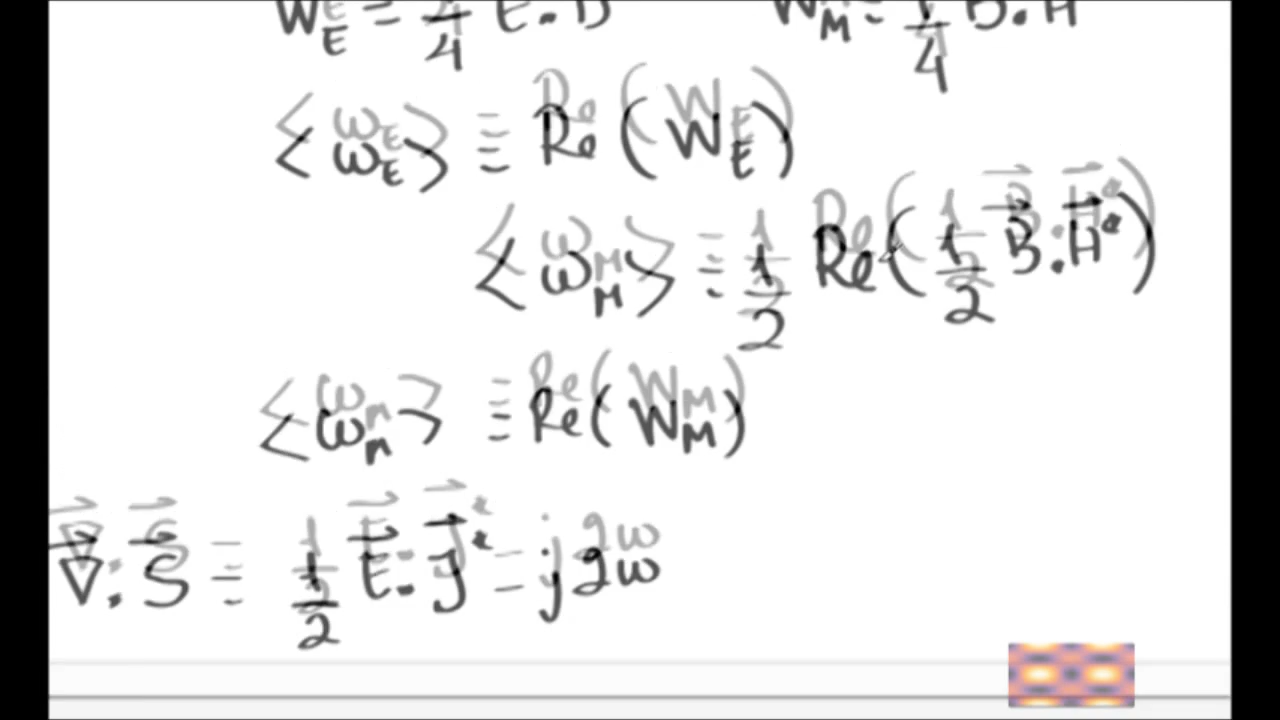 W_E = 1/4 E · D    W_M = 1/4 B · H
⟨ω_E⟩ ≡ Re(W_E)
⟨ω_M⟩ ≡ 1/2 Re(1/2 B⃗ · H⃗*)
⟨ω_m⟩ ≡ Re(W_M)
∇⃗ · S⃗ ≡ 1/2 E⃗ · J⃗* = j 2ω